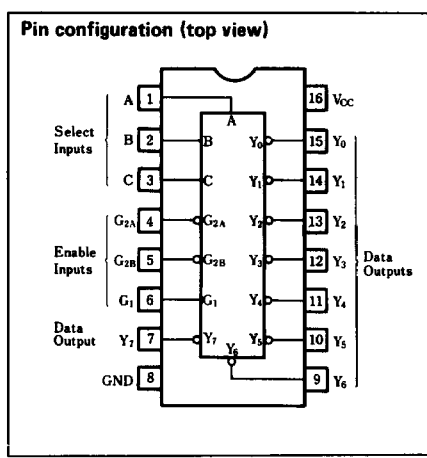 Pin configuration (top view)
A 1 A 16 VCC
Select Inputs
B 2 B Y0 15 Y0
C 3 C Y1 14 Y1
G2A 4 G2A Y2 13 Y2
Enable Inputs
G2B 5 G2B Y3 12 Y3
Data Outputs
G1 6 G1 Y4 11 Y4
Data Output
Y7 7 Y7 Y6 Y5 10 Y5
GND 8 9 Y6